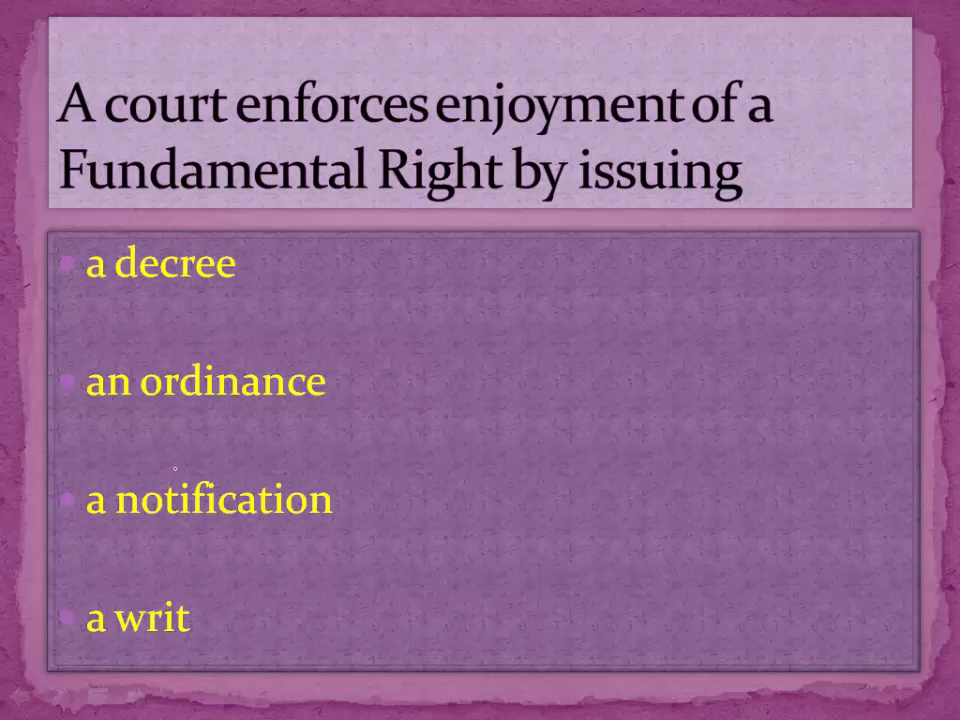 A court enforces enjoyment of a
Fundamental Right by issuing
• a decree
• an ordinance
• a notification
• a writ